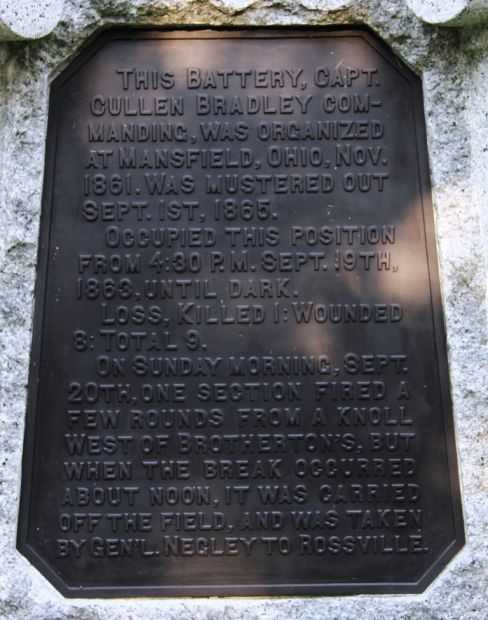 THIS BATTERY, CAPT.
CULLEN BRADLEY COM-
MANDING, WAS ORGANIZED
AT MANSFIELD, OHIO, NOV.
1861. WAS MUSTERED OUT
SEPT. 1ST, 1865.
OCCUPIED THIS POSITION
FROM 4:30 P.M. SEPT. 19TH,
1863, UNTIL DARK.
LOSS, KILLED 1: WOUNDED
8: TOTAL 9.
ON SUNDAY MORNING, SEPT.
20TH, ONE SECTION FIRED A
FEW ROUNDS FROM A KNOLL
WEST OF BROTHERTON'S, BUT
WHEN THE BREAK OCCURRED
ABOUT NOON, IT WAS CARRIED
OFF THE FIELD, AND WAS TAKEN
BY GEN'L. NEGLEY TO ROSSVILLE.